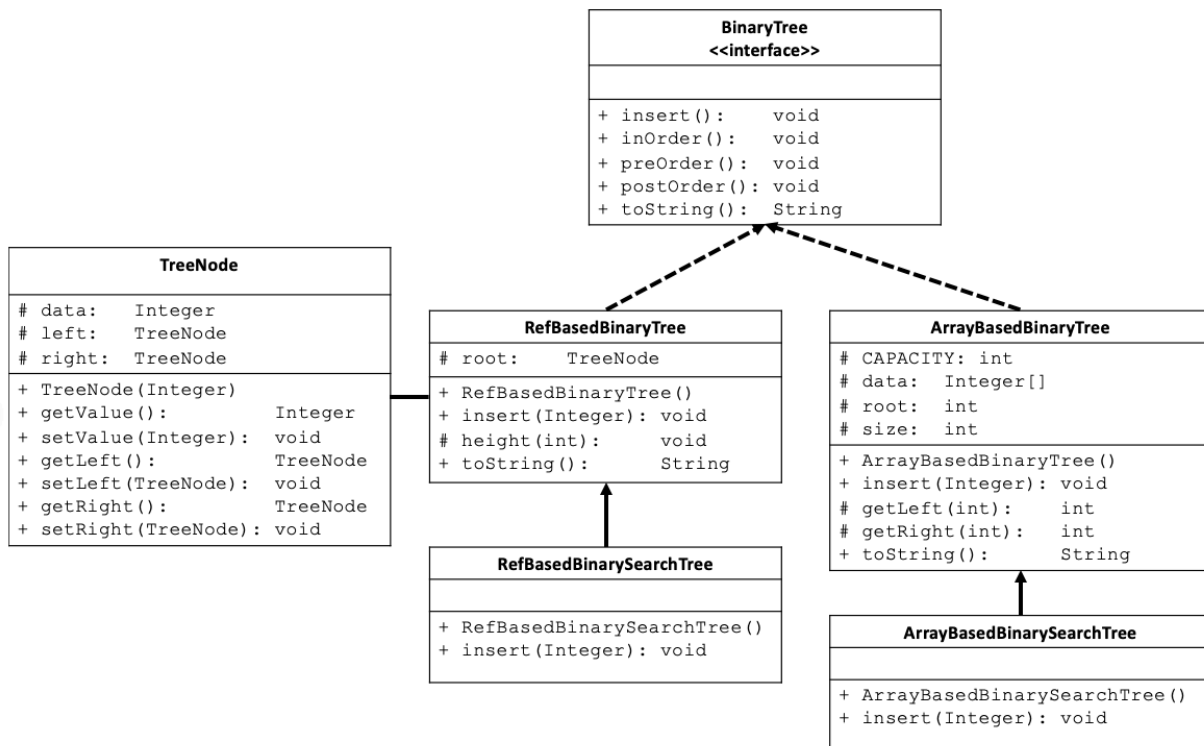 BinaryTree
<<interface>>
+ insert(): void
+ inOrder(): void
+ preOrder(): void
+ postOrder(): void
+ toString(): String
TreeNode
# data: Integer
# left: TreeNode
# right: TreeNode
+ TreeNode(Integer)
+ getValue(): Integer
+ setValue(Integer): void
+ getLeft(): TreeNode
+ setLeft(TreeNode): void
+ getRight(): TreeNode
+ setRight(TreeNode): void
RefBasedBinaryTree
# root: TreeNode
+ RefBasedBinaryTree()
+ insert(Integer): void
# height(int): void
+ toString(): String
ArrayBasedBinaryTree
# CAPACITY: int
# data: Integer[]
# root: int
# size: int
+ ArrayBasedBinaryTree()
+ insert(Integer): void
# getLeft(int): int
# getRight(int): int
+ toString(): String
RefBasedBinarySearchTree
+ RefBasedBinarySearchTree()
+ insert(Integer): void
ArrayBasedBinarySearchTree
+ ArrayBasedBinarySearchTree()
+ insert(Integer): void